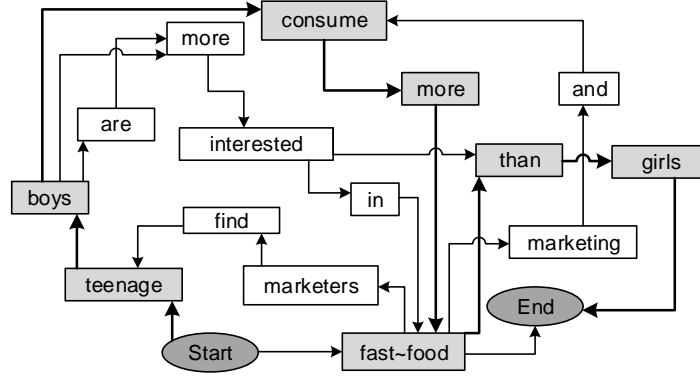 consume
more
more
and
are
interested
than
girls
boys
in
find
marketing
teenage
marketers
End
Start
fast~food